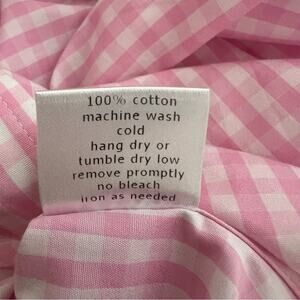 100% cotton
machine wash
cold
hang dry or
tumble dry low
remove promptly
no bleach
iron as needed